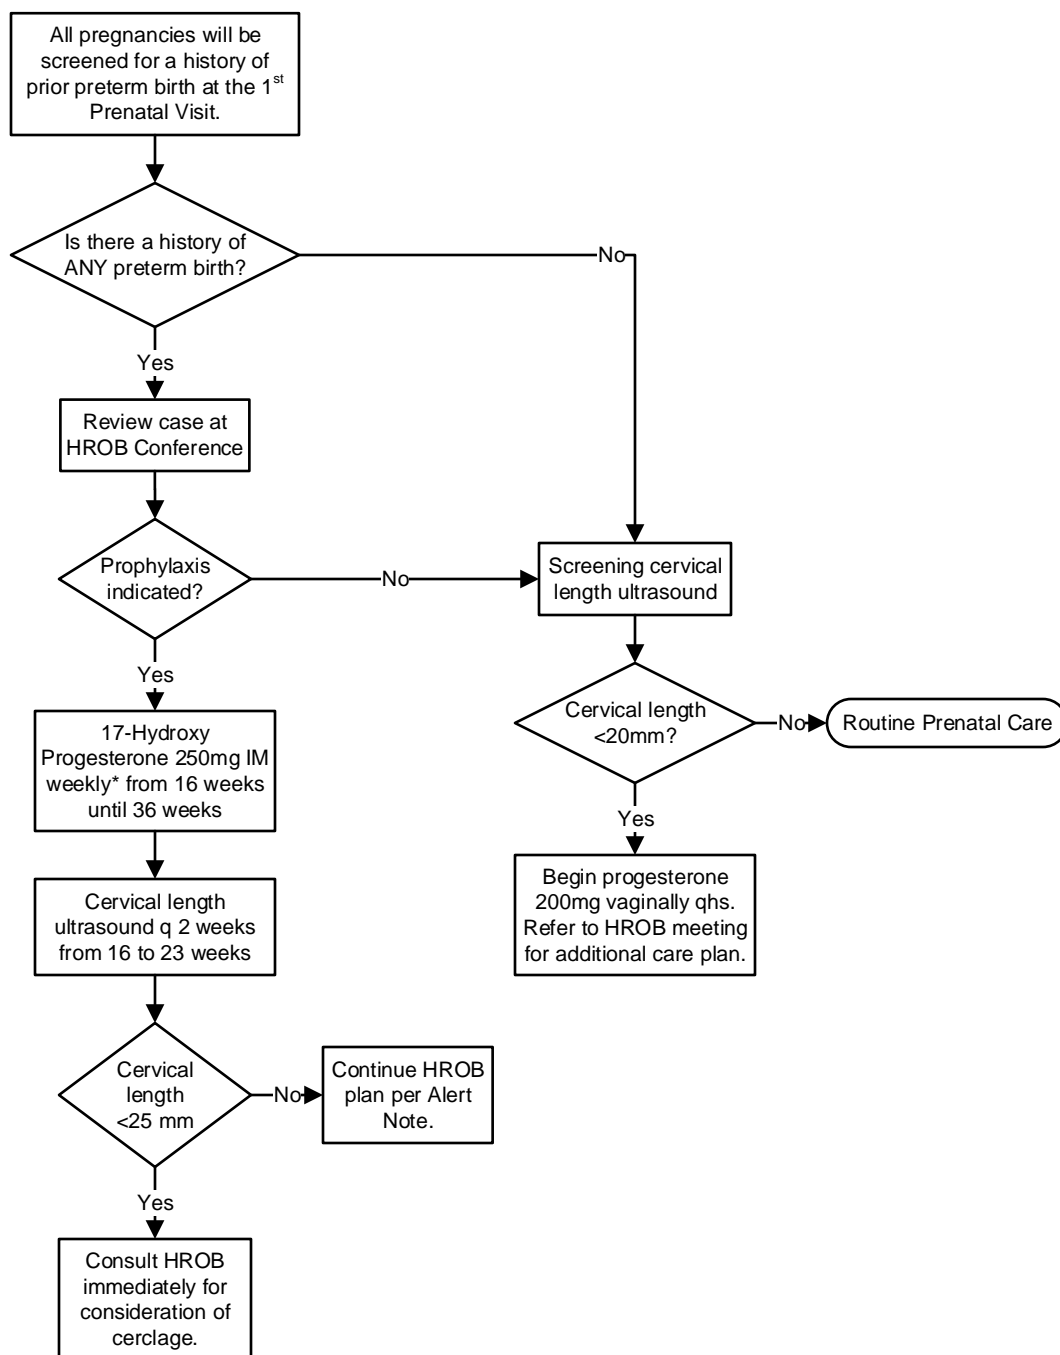 All pregnancies will be
screened for a history of
prior preterm birth at the 1st
Prenatal Visit.
Is there a history of
ANY preterm birth?
No
Yes
Review case at
HROB Conference
Prophylaxis
indicated?
No
Screening cervical
length ultrasound
Yes
Cervical length
<20mm?
No
Routine Prenatal Care
17-Hydroxy
Progesterone 250mg IM
weekly* from 16 weeks
until 36 weeks
Yes
Begin progesterone
200mg vaginally qhs.
Refer to HROB meeting
for additional care plan.
Cervical length
ultrasound q 2 weeks
from 16 to 23 weeks
Cervical
length
<25 mm
No
Continue HROB
plan per Alert
Note.
Yes
Consult HROB
immediately for
consideration of
cerclage.